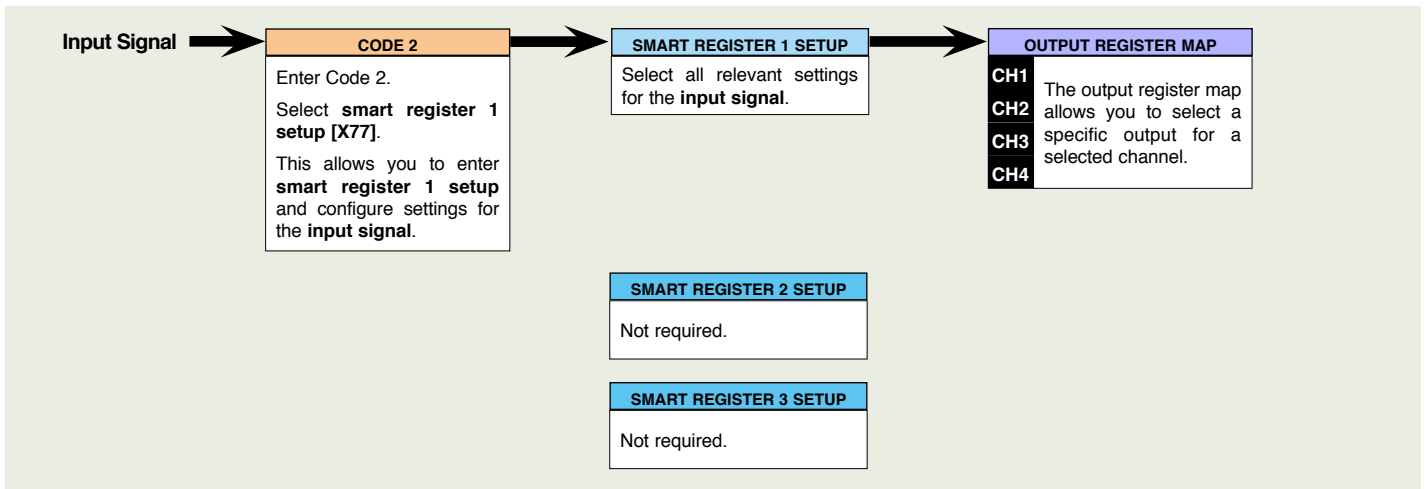 Input Signal
CODE 2
Enter Code 2.
Select smart register 1
setup [X77].
This allows you to enter
smart register 1 setup
and configure settings for
the input signal.
SMART REGISTER 1 SETUP
Select all relevant settings
for the input signal.
OUTPUT REGISTER MAP
CH1
CH2
CH3
CH4
The output register map
allows you to select a
specific output for a
selected channel.
SMART REGISTER 2 SETUP
Not required.
SMART REGISTER 3 SETUP
Not required.